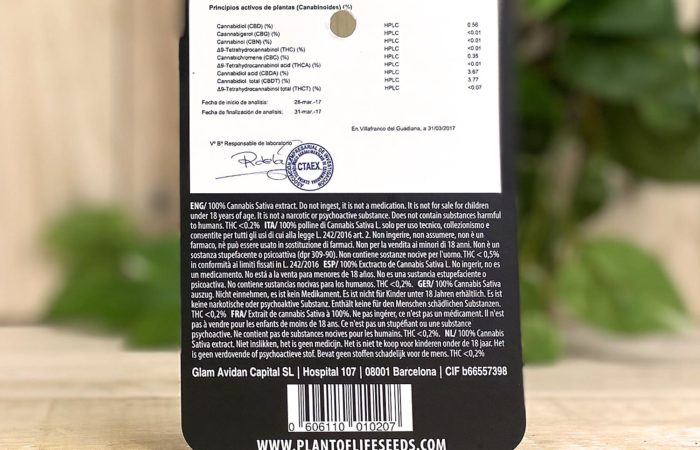 Principios activos de plantas (Canabinoides) (%)
Cannabidiol (CBD) (%) HPLC 0.56
Caannabigerol (CBG) (%) HPLC <0.01
Cannabinol (CBN) (%) HPLC <0.01
Δ9-Tetrahydrocannabinol (THC) (%) HPLC <0.01
Cannabichromene (CBC) (%) HPLC 0.35
Δ9-Tetrahydrocannabinol acid (THCA) (%) HPLC <0.01
Cannabidiol acid (CBDA) (%) HPLC 3.67
Cannabidiol total (CBDT) (%) HPLC 3.77
Δ9-Tetrahydrocannabinol total (THCT) (%) HPLC <0.07
Fecha de inicio de analisis: 28-mar.-17
Fecha de finalización de analisis: 31-mar.-17
En Villafranco del Guadiana, a 31/03/2017
Vº Bº Responsable de laboratorio
CTAEX
ENG/ 100% Cannabis Sativa extract. Do not ingest, it is not a medication. It is not for sale for children
under 18 years of age. It is not a narcotic or psychoactive substance. Does not contain substances harmful
to humans. THC <0.2% ITA/ 100% polline di Cannabis Sativa L. solo per uso tecnico, collezionismo e
consentite per tutti gli usi di cui alla legge L. 242/2016 art. 2. Non ingerire, non assumere, non è un
farmaco, nè può essere usato in sostituzione di farmaci. Non per la vendita ai minori di 18 anni. Non è un
sostanza stupefacente o psicoattiva (dpr 309-90). Non contiene sostanze nocive per l'uomo. THC < 0,5%
in conformità ai limiti fissati in L. 242/2016 ESP/ 100% Exctracto de Cannabis Sativa L. No ingerir, no es
un medicamento. No está a la venta para menores de 18 años. No es una sustancia estupefaciente o
psicoactiva. No contiene sustancias nocivas para los humanos. THC <0,2%. GER/ 100% Cannabis Sativa
auszug. Nicht einnehmen, es ist kein Medikament. Es ist nicht für Kinder unter 18 Jahren erhältlich. Es ist
keine narkotische oder psychoaktive Substanz. Enthält keine für den Menschen schädlichen Substanzen.
THC <0,2% FRA/ Extrait de cannabis Sativa à 100%. Ne pas ingérer, ce n'est pas un médicament. Il n'est
pas à vendre pour les enfants de moins de 18 ans. Ce n'est pas un stupéfiant ou une substance
psychoactive. Ne contient pas de substances nocives pour les humains. THC <0,2%. NL/ 100% Cannabis
Sativa extract. Niet inslikken, het is geen medicijn. Het is niet te koop voor kinderen onder de 18 jaar. Het
is geen verdovende of psychoactieve stof. Bevat geen stoffen schadelijk voor de mens. THC <0,2%
Glam Avidan Capital SL | Hospital 107 | 08001 Barcelona | CIF b66557398
0 606110 010207
WWW.PLANTOFLIFESEEDS.COM